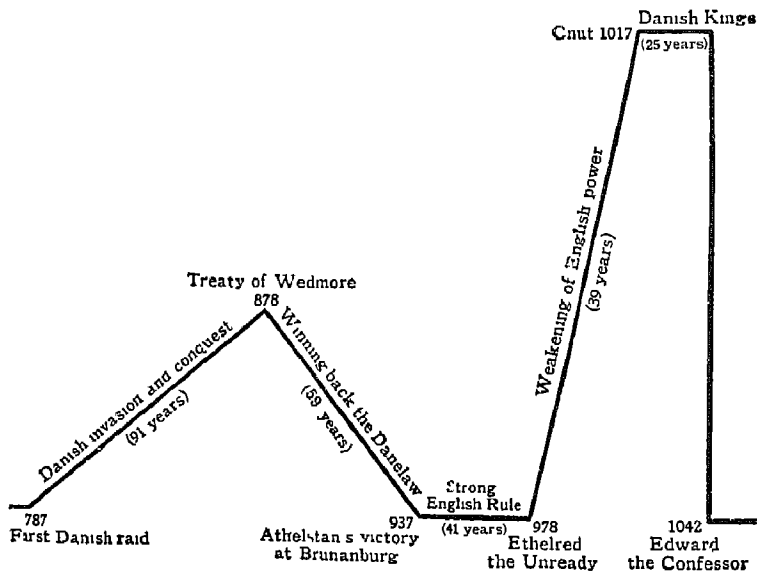 Danish Kings
Cnut 1017
(25 years)
Weakening of English power
(39 years)
Treaty of Wedmore
878
Danish invasion and conquest
(91 years)
Winning back the Danelaw
(59 years)
Strong
English Rule
(41 years)
787
First Danish raid
937
Athelstan s victory
at Brunanburg
978
Ethelred
the Unready
1042
Edward
the Confessor